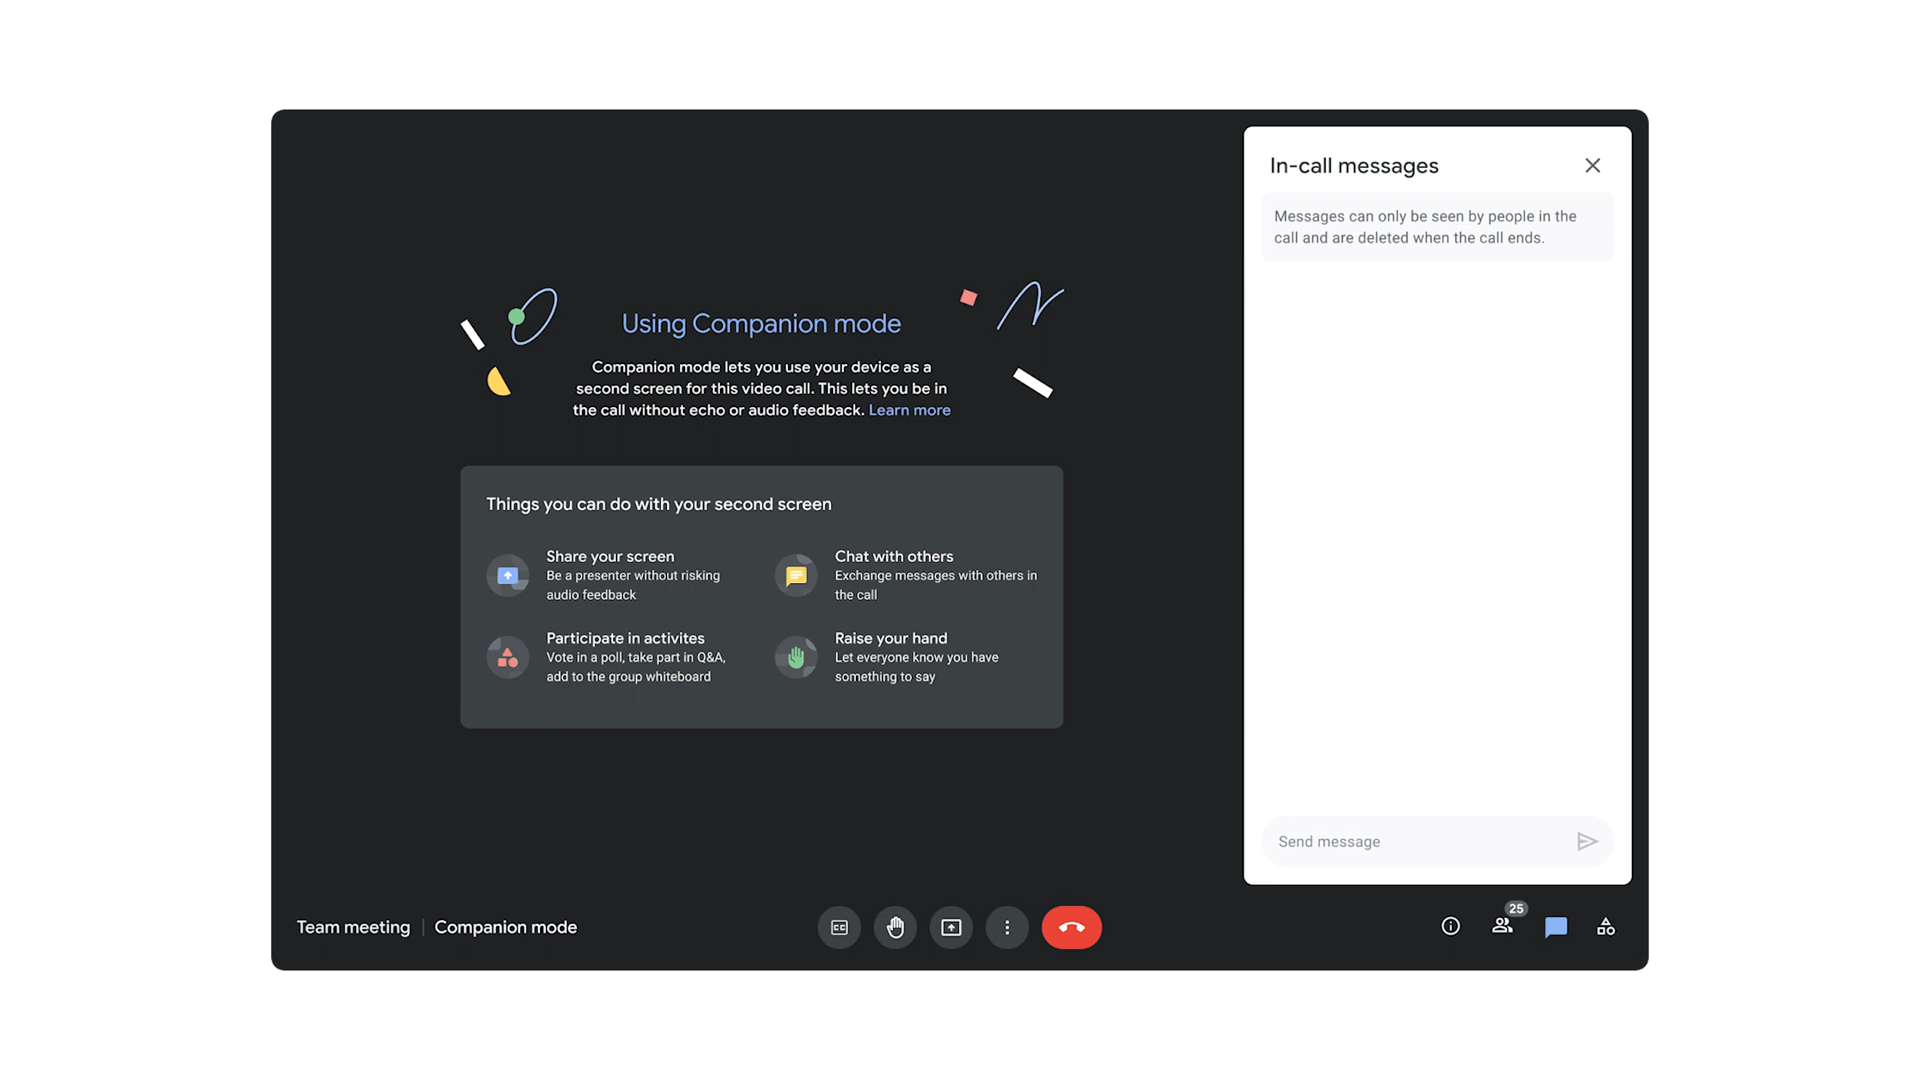 In-call messages
Messages can only be seen by people in the
call and are deleted when the call ends.
Using Companion mode
Companion mode lets you use your device as a
second screen for this video call. This lets you be in
the call without echo or audio feedback. Learn more
Things you can do with your second screen
Share your screen
Be a presenter without risking
audio feedback
Chat with others
Exchange messages with others in
the call
Participate in activites
Vote in a poll, take part in Q&A,
add to the group whiteboard
Raise your hand
Let everyone know you have
something to say
Send message
Team meeting | Companion mode
CC
25